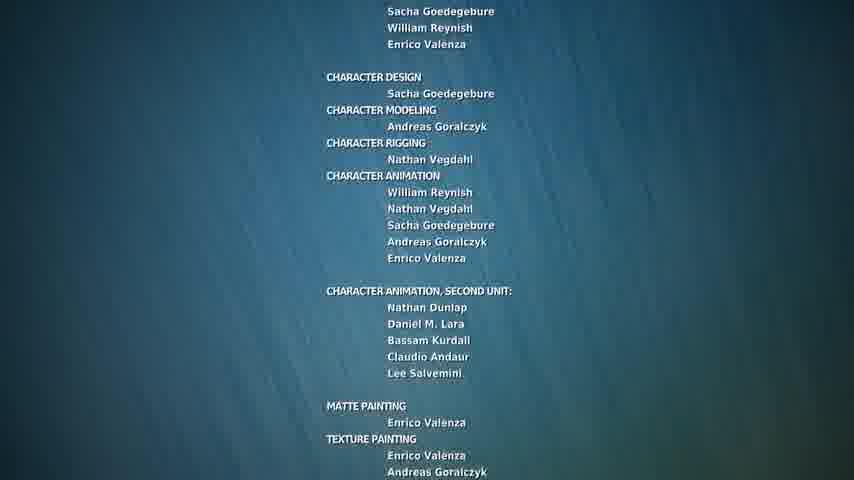 Sacha Goedegebure
William Reynish
Enrico Valenza
CHARACTER DESIGN
Sacha Goedegebure
CHARACTER MODELING
Andreas Goralczyk
CHARACTER RIGGING
Nathan Vegdahl
CHARACTER ANIMATION
William Reynish
Nathan Vegdahl
Sacha Goedegebure
Andreas Goralczyk
Enrico Valenza
CHARACTER ANIMATION, SECOND UNIT:
Nathan Dunlap
Daniel M. Lara
Bassam Kurdali
Claudio Andaur
Lee Salvemini
MATTE PAINTING
Enrico Valenza
TEXTURE PAINTING
Enrico Valenza
Andreas Goralczyk